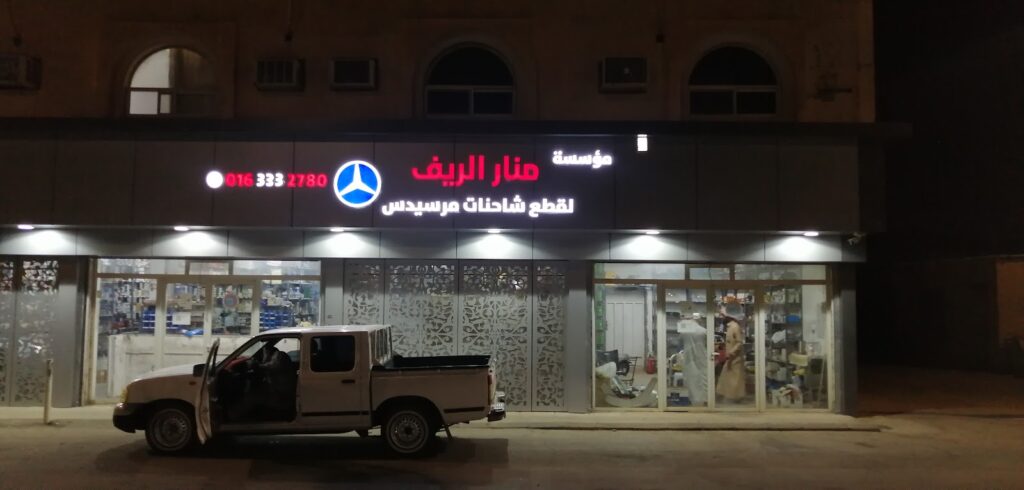 مؤسسة
منار الريف
لقطع شاحنات مرسيدس
016 333 2780